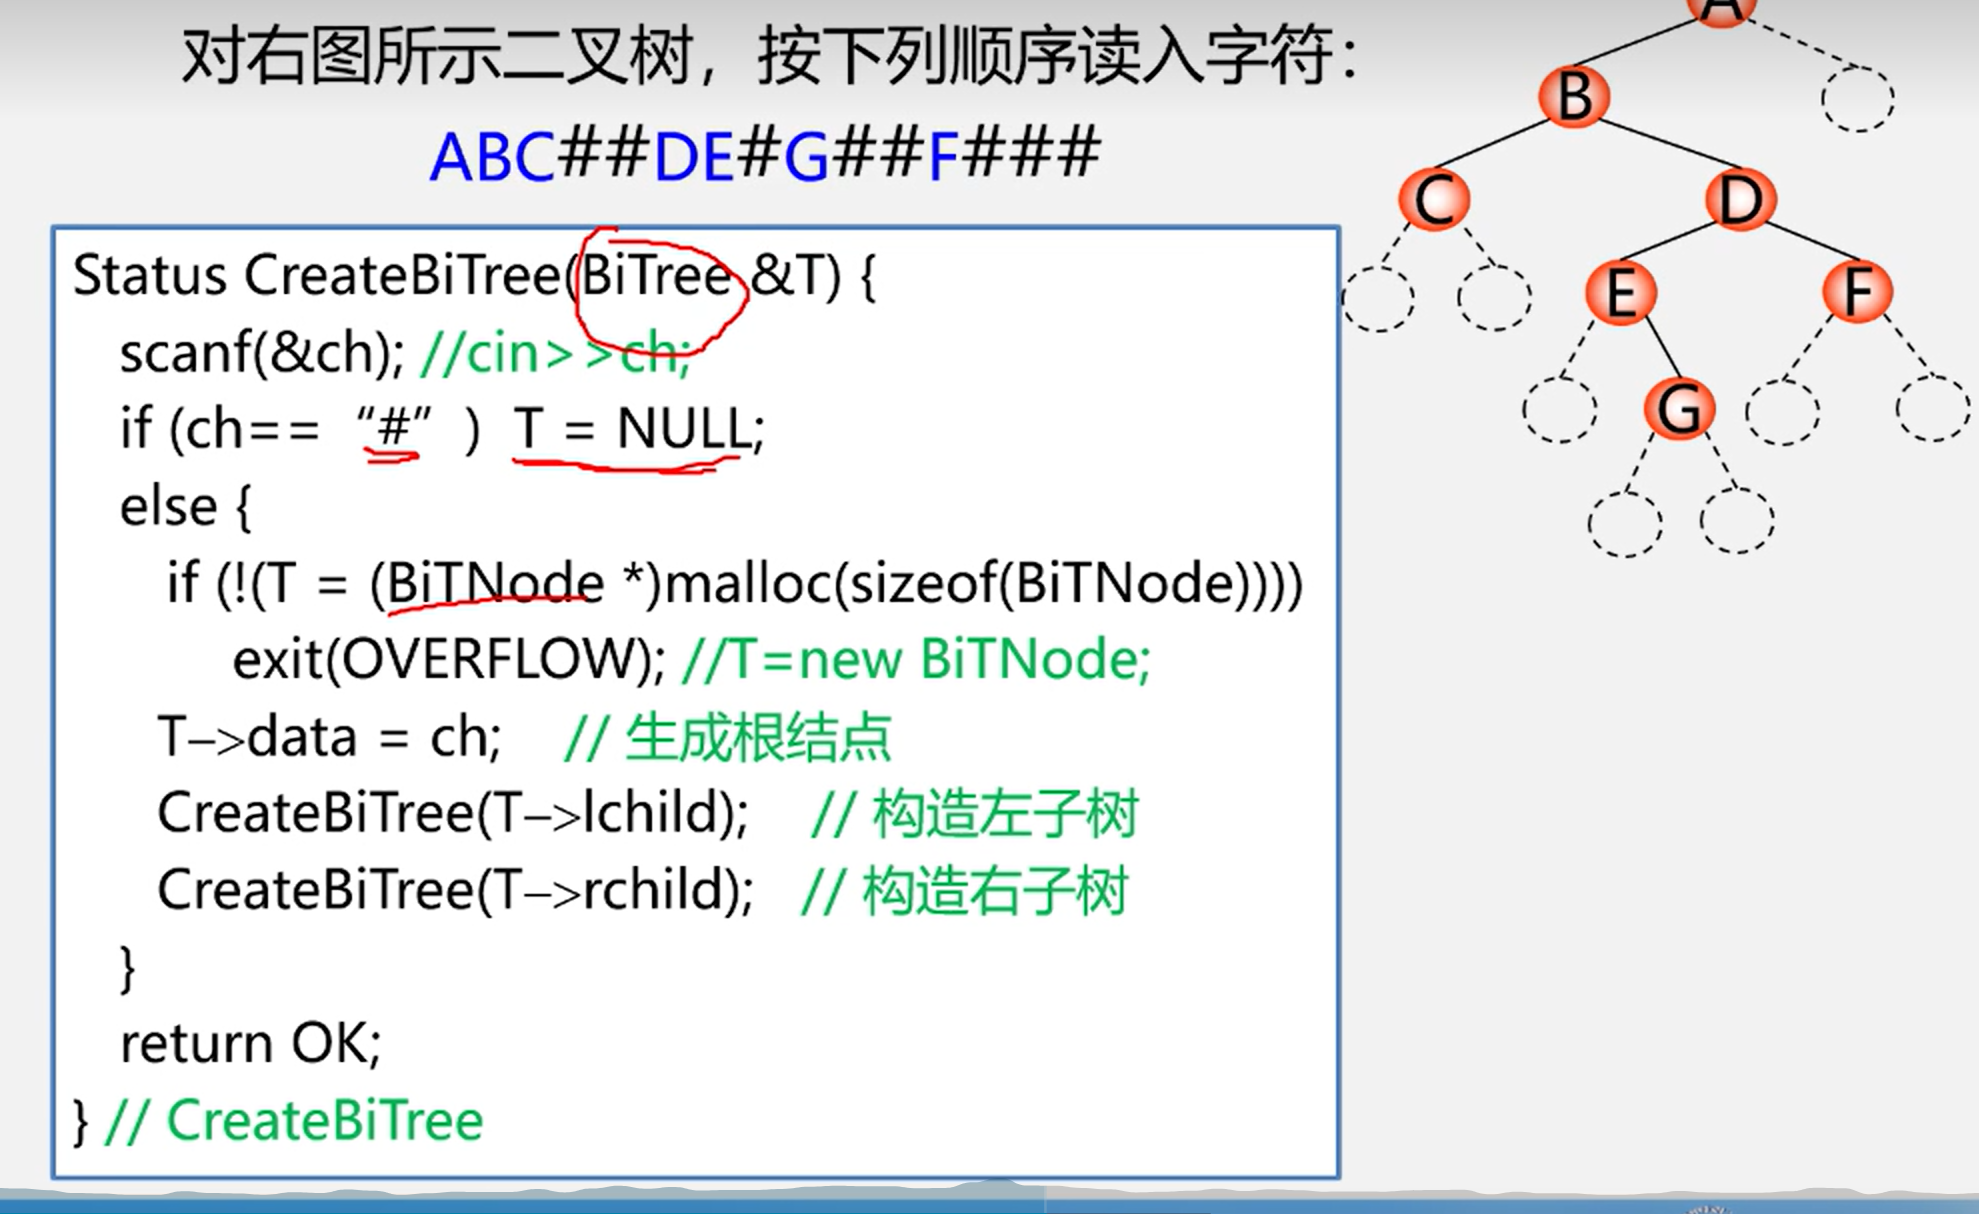 对右图所示二叉树，按下列顺序读入字符：
ABC##DE#G##F###
Status CreateBiTree(BiTree &T) {
scanf(&ch); //cin>>ch;
if (ch== “#” ) T = NULL;
else {
if (!(T = (BiTNode *)malloc(sizeof(BiTNode))))
exit(OVERFLOW); //T=new BiTNode;
T–>data = ch; // 生成根结点
CreateBiTree(T–>lchild); // 构造左子树
CreateBiTree(T–>rchild); // 构造右子树
}
return OK;
} // CreateBiTree
A
B
C
D
E
F
G